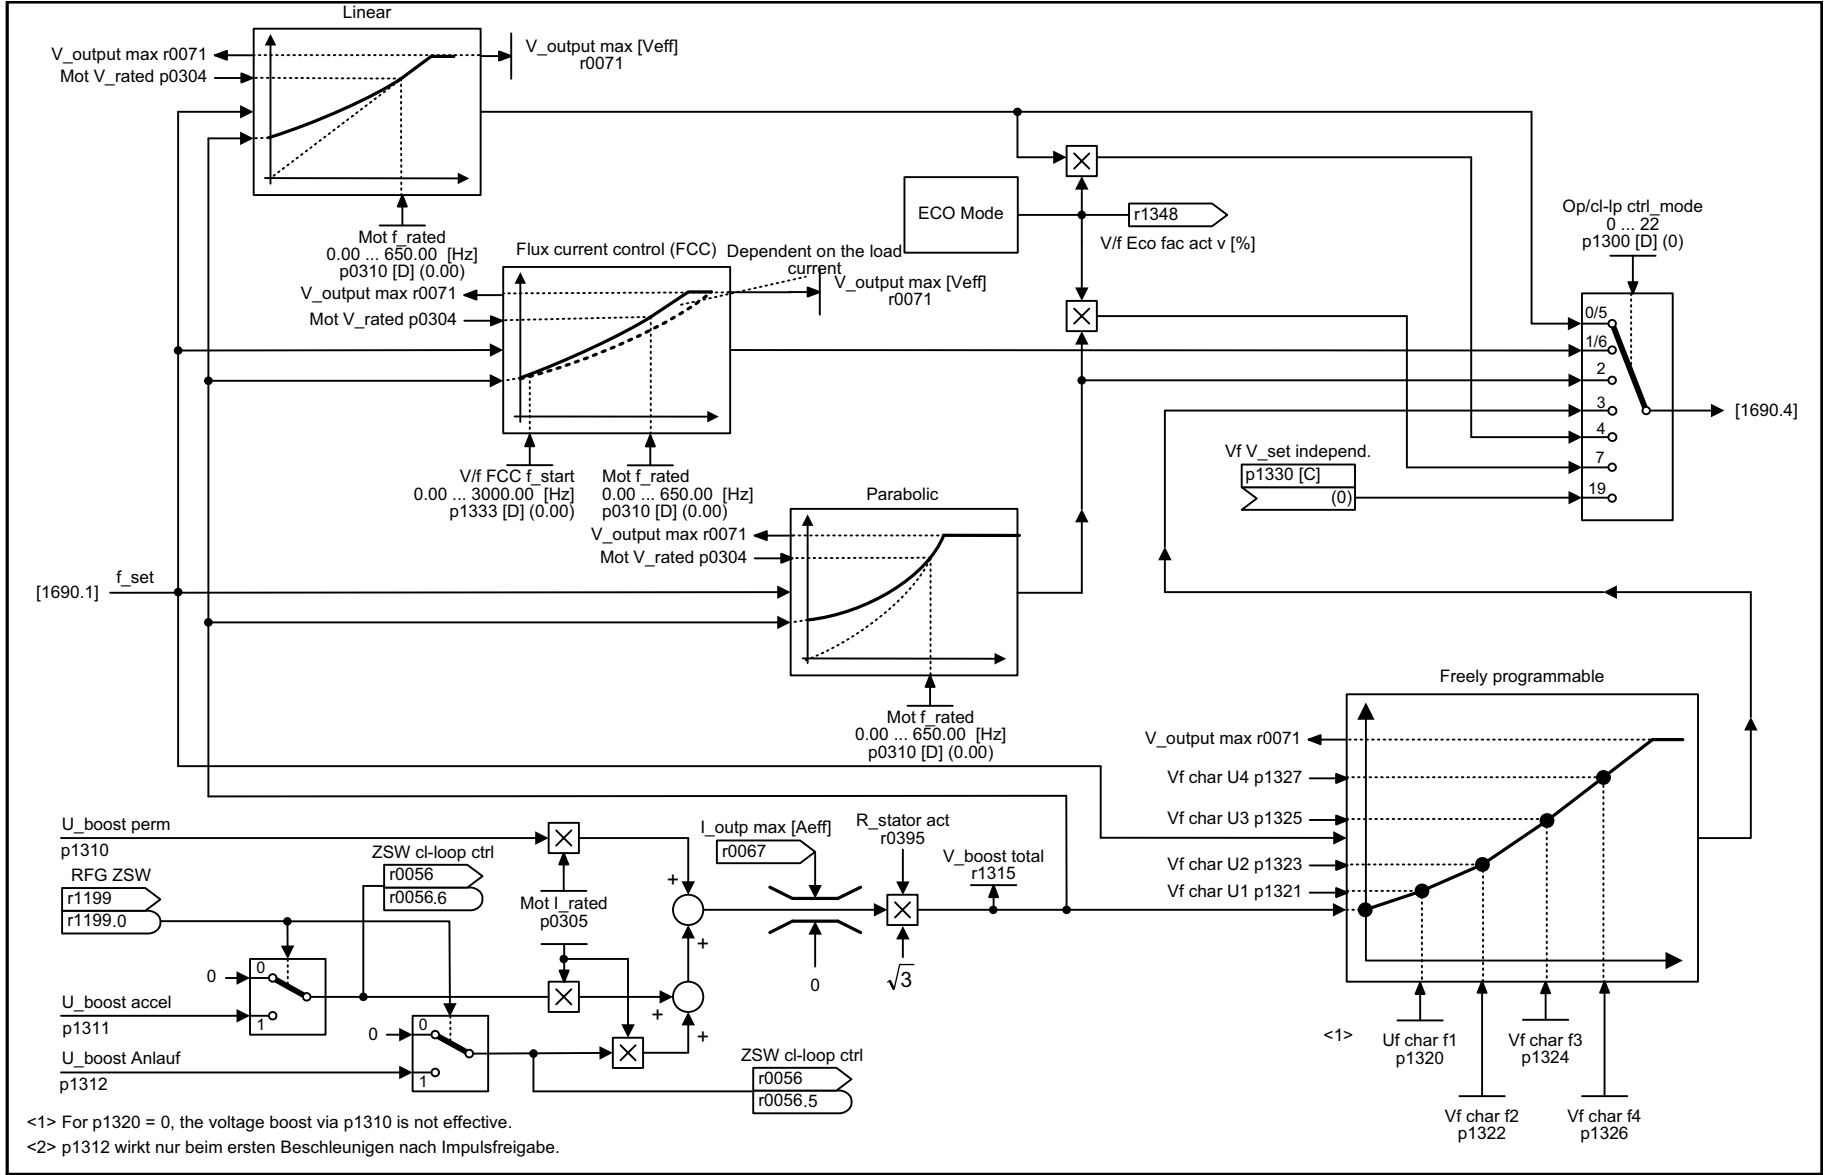 Linear
V_output max r0071
Mot V_rated p0304
V_output max [Veff]
r0071
Mot f_rated
0.00 ... 650.00 [Hz]
p0310 [D] (0.00)
Flux current control (FCC)
Dependent on the load
current
V_output max r0071
Mot V_rated p0304
V_output max [Veff]
r0071
V/f FCC f_start
0.00 ... 3000.00 [Hz]
p1333 [D] (0.00)
Mot f_rated
0.00 ... 650.00 [Hz]
p0310 [D] (0.00)
ECO Mode
r1348
V/f Eco fac act v [%]
Op/cl-lp ctrl_mode
0 ... 22
p1300 [D] (0)
0/5
1/6
2
3
4
7
19
[1690.4]
Vf V_set independ.
p1330 [C]
(0)
Parabolic
V_output max r0071
Mot V_rated p0304
Mot f_rated
0.00 ... 650.00 [Hz]
p0310 [D] (0.00)
[1690.1]
f_set
Freely programmable
V_output max r0071
Vf char U4 p1327
Vf char U3 p1325
Vf char U2 p1323
Vf char U1 p1321
<1>
Uf char f1
p1320
Vf char f3
p1324
Vf char f2
p1322
Vf char f4
p1326
U_boost perm
p1310
RFG ZSW
r1199
r1199.0
ZSW cl-loop ctrl
r0056
r0056.6
Mot I_rated
p0305
I_outp max [Aeff]
r0067
0
R_stator act
r0395
√3
V_boost total
r1315
+
+
+
+
0
0
1
U_boost accel
p1311
0
0
1
U_boost Anlauf
p1312
ZSW cl-loop ctrl
r0056
r0056.5
<1> For p1320 = 0, the voltage boost via p1310 is not effective.
<2> p1312 wirkt nur beim ersten Beschleunigen nach Impulsfreigabe.